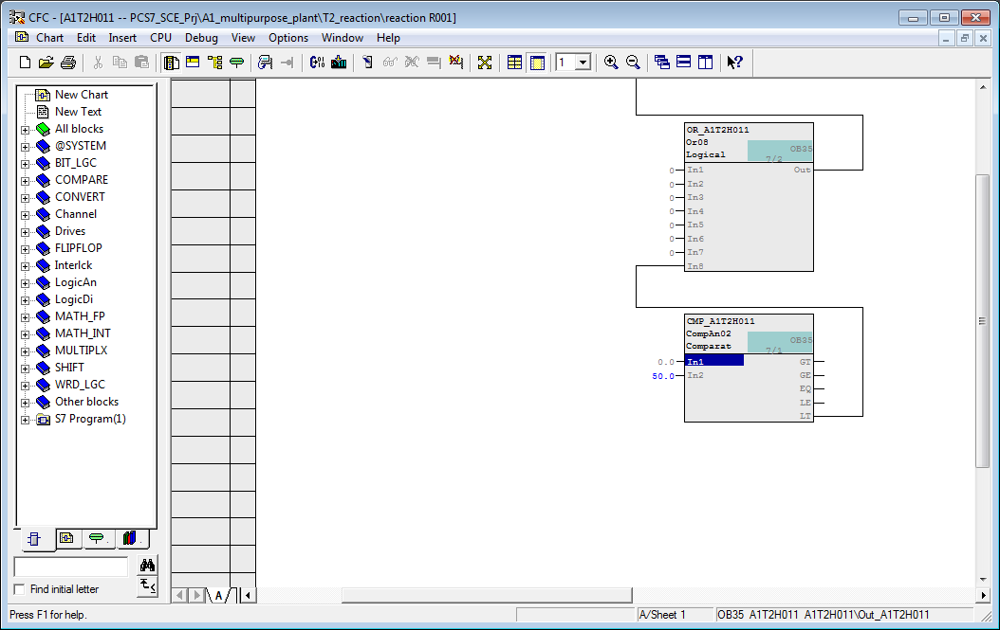 CFC - [A1T2H011 -- PCS7_SCE_Prj\A1_multipurpose_plant\T2_reaction\reaction R001]
Chart Edit Insert CPU Debug View Options Window Help
1
New Chart
New Text
All blocks
@SYSTEM
BIT_LGC
COMPARE
CONVERT
Channel
Drives
FLIPFLOP
Interlck
LogicAn
LogicDi
MATH_FP
MATH_INT
MULTIPLX
SHIFT
WRD_LGC
Other blocks
S7 Program(1)
Find initial letter
OR_A1T2H011
Or08 OB35
Logical 7/2
0 In1 Out
0 In2
0 In3
0 In4
0 In5
0 In6
0 In7
In8
CMP_A1T2H011
CompAn02 OB35
Comparat 7/1
0.0 In1 GT
50.0 In2 GE
EQ
LE
LT
A
Press F1 for help. A/Sheet 1 OB35 A1T2H011 A1T2H011\Out_A1T2H011